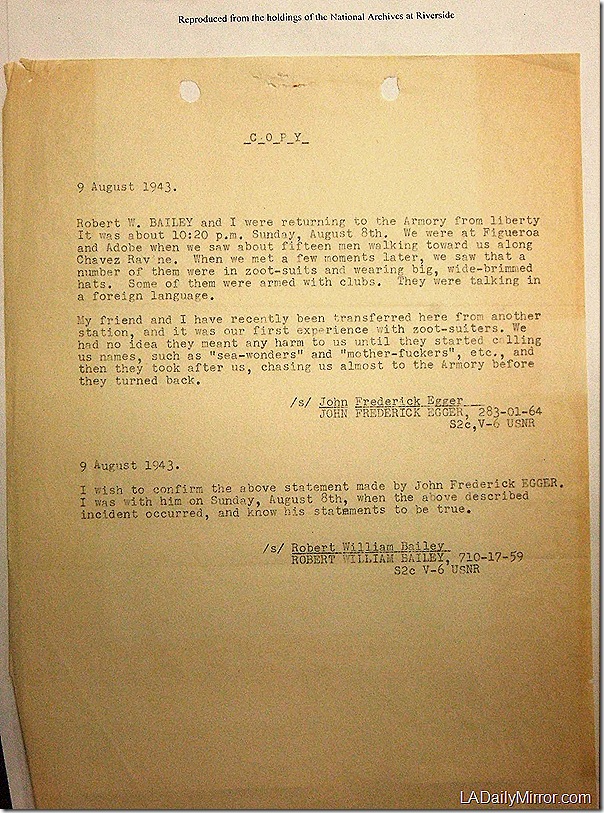 Reproduced from the holdings of the National Archives at Riverside
C O P Y
9 August 1943.
Robert W. BAILEY and I were returning to the Armory from liberty
It was about 10:20 p.m. Sunday, August 8th. We were at Figueroa
and Adobe when we saw about fifteen men walking toward us along
Chavez Rav ne. When we met a few moments later, we saw that a
number of them were in zoot-suits and wearing big, wide-brimmed
hats. Some of them were armed with clubs. They were talking in
a foreign language.
My friend and I have recently been transferred here from another
station, and it was our first experience with zoot-suiters. We
had no idea they meant any harm to us until they started calling
us names, such as "sea-wonders" and "mother-fuckers", etc., and
then they took after us, chasing us almost to the Armory before
they turned back.
/s/ John Frederick Egger
JOHN FREDERICK EGGER, 283-01-64
S2c,V-6 USNR
9 August 1943.
I wish to confirm the above statement made by John Frederick EGGER.
I was with him on Sunday, August 8th, when the above described
incident occurred, and know his statments to be true.
/s/ Robert William Bailey
ROBERT WILLIAM BAILEY, 710-17-59
S2c V-6 USNR
LADailyMirror.com